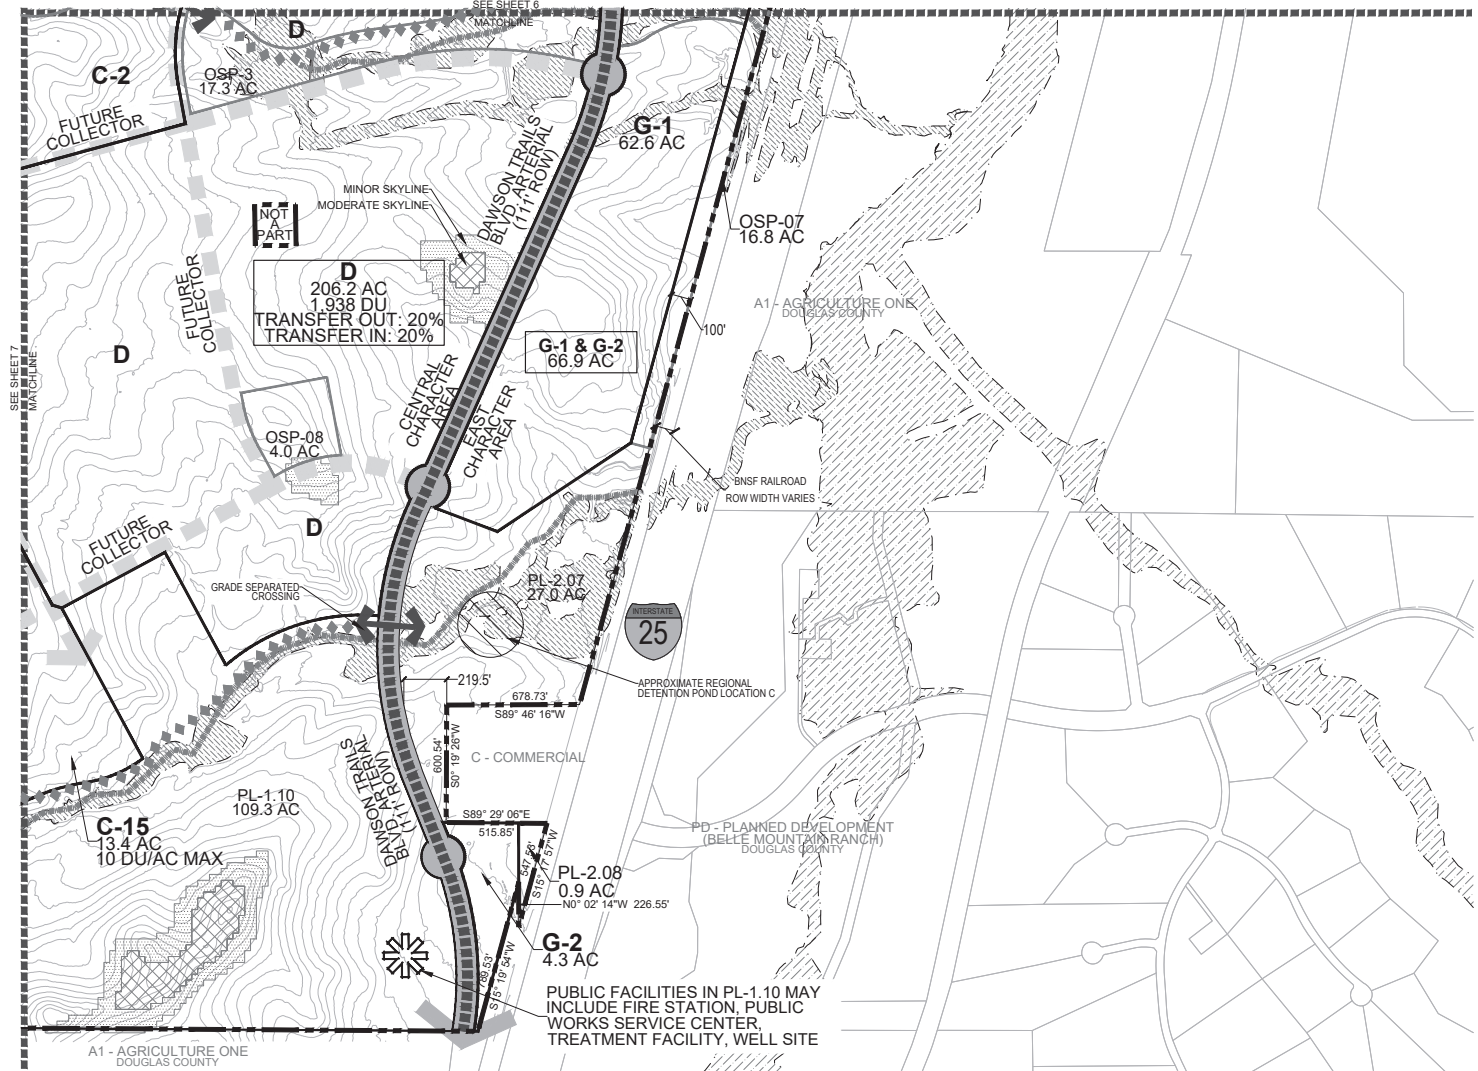 SEE SHEET 6
MATCHLINE
D
C-2
OSP-3
17.3 AC
FUTURE
COLLECTOR
G-1
62.6 AC
DAWSON TRAILS
BLVD. ARTERIAL
(111' ROW)
MINOR SKYLINE
MODERATE SKYLINE
NOT
A
PART
OSP-07
16.8 AC
D
206.2 AC
1,938 DU
TRANSFER OUT: 20%
TRANSFER IN: 20%
FUTURE
COLLECTOR
A1 - AGRICULTURE ONE
DOUGLAS COUNTY
100'
G-1 & G-2
66.9 AC
D
SEE SHEET 7
MATCHLINE
CENTRAL
CHARACTER
AREA
EAST
CHARACTER
AREA
OSP-08
4.0 AC
BNSF RAILROAD
ROW WIDTH VARIES
D
FUTURE
COLLECTOR
GRADE SEPARATED
CROSSING
PL-2.07
27.0 AC
INTERSTATE
25
219.5'
APPROXIMATE REGIONAL
DETENTION POND LOCATION C
678.73'
S89° 46' 16"W
600.54'
S0° 19' 26"W
C - COMMERCIAL
DAWSON TRAILS
BLVD. ARTERIAL
(111' ROW)
PL-1.10
109.3 AC
S89° 29' 06"E
515.85'
C-15
13.4 AC
10 DU/AC MAX
PD - PLANNED DEVELOPMENT
(BELLE MOUNTAIN RANCH)
DOUGLAS COUNTY
547.58'
S15° 17' 57"W
PL-2.08
0.9 AC
N0° 02' 14"W 226.55'
G-2
4.3 AC
789.53'
S15° 19' 54"W
PUBLIC FACILITIES IN PL-1.10 MAY
INCLUDE FIRE STATION, PUBLIC
WORKS SERVICE CENTER,
TREATMENT FACILITY, WELL SITE
A1 - AGRICULTURE ONE
DOUGLAS COUNTY